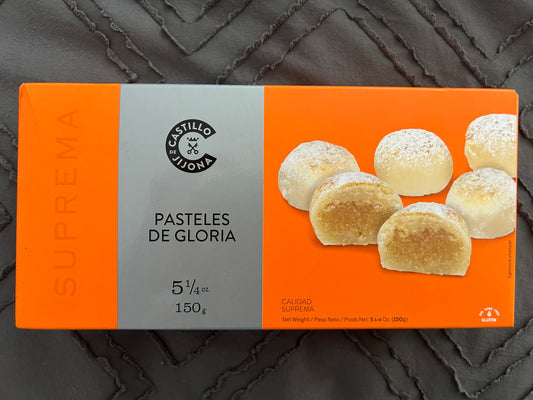 SUPREMA
CASTILLO
DE
JIJONA
PASTELES
DE GLORIA
5 1/4 oz.
150g
CALIDAD
SUPREMA
Net Weight / Peso Neto / Poids Net: 5 1/4 Oz. (150g)
GLUTEN